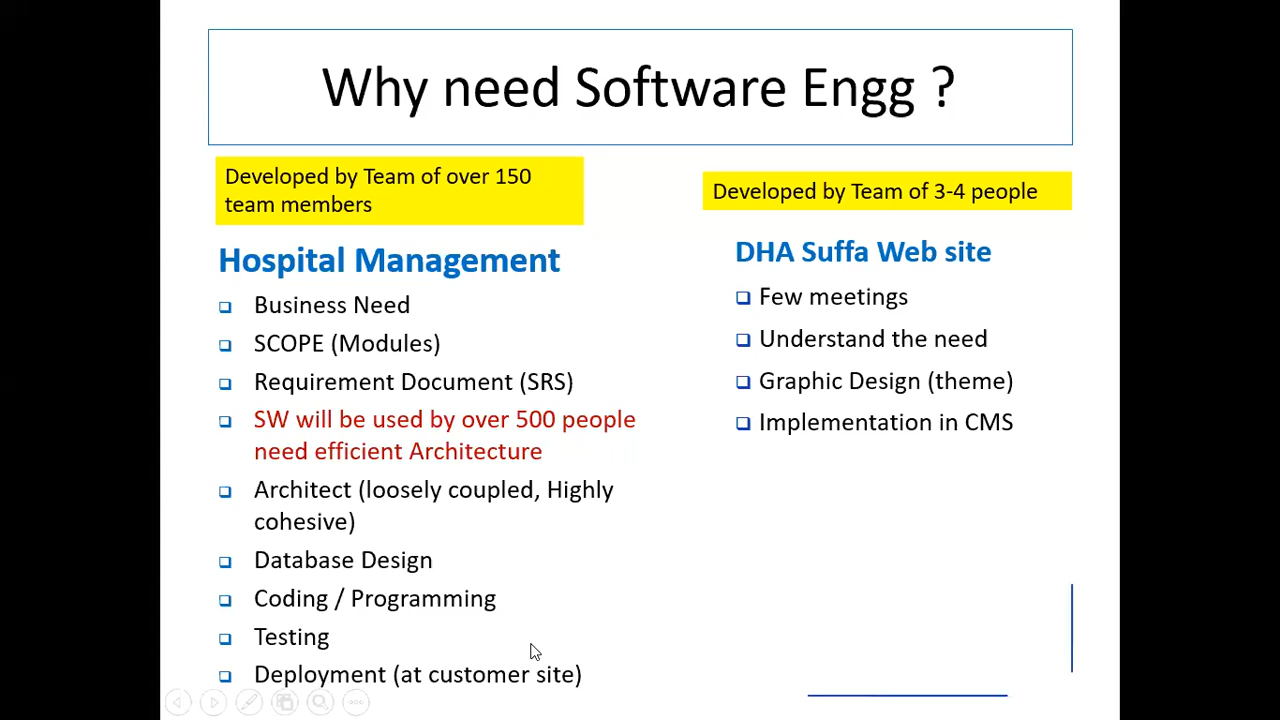 Why need Software Engg ?
Developed by Team of over 150
team members
Hospital Management
Business Need
SCOPE (Modules)
Requirement Document (SRS)
SW will be used by over 500 people
need efficient Architecture
Architect (loosely coupled, Highly
cohesive)
Database Design
Coding / Programming
Testing
Deployment (at customer site)
Developed by Team of 3-4 people
DHA Suffa Web site
Few meetings
Understand the need
Graphic Design (theme)
Implementation in CMS